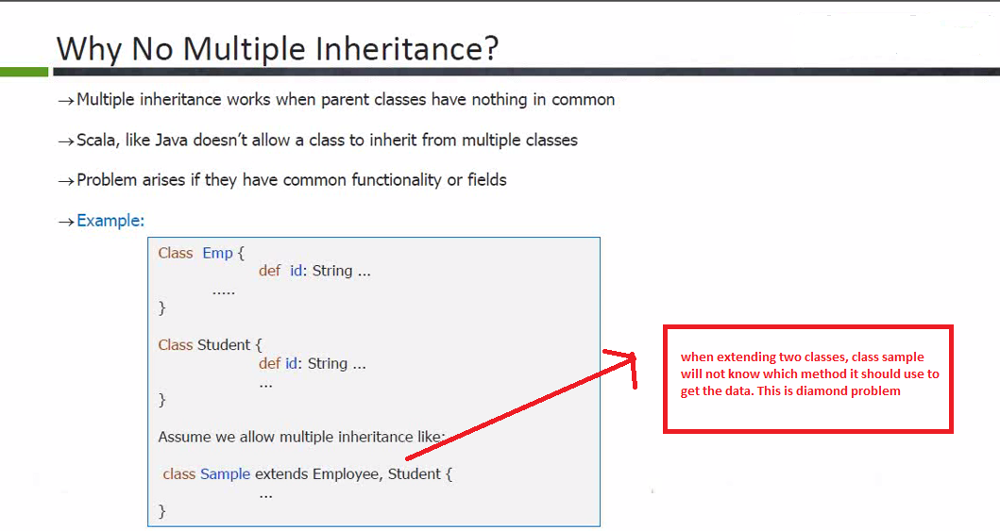 Why No Multiple Inheritance?
→Multiple inheritance works when parent classes have nothing in common
→Scala, like Java doesn’t allow a class to inherit from multiple classes
→Problem arises if they have common functionality or fields
→Example:
Class Emp {
def id: String ...
.....
}
Class Student {
def id: String ...
...
}
Assume we allow multiple inheritance like:
class Sample extends Employee, Student {
...
}
when extending two classes, class sample
will not know which method it should use to
get the data. This is diamond problem